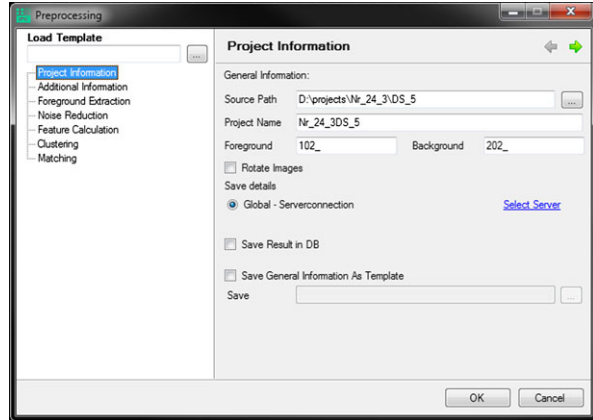 Preprocessing
Load Template
...
Project Information
Additional Information
Foreground Extraction
Noise Reduction
Feature Calculation
Clustering
Matching
Project Information
General Information:
Source Path D:\projects\Nr_24_3\DS_5 ...
Project Name Nr_24_3DS_5
Foreground 102_ Background 202_
Rotate Images
Save details
Global - Serverconnection Select Server
Save Result in DB
Save General Information As Template
Save ...
OK Cancel